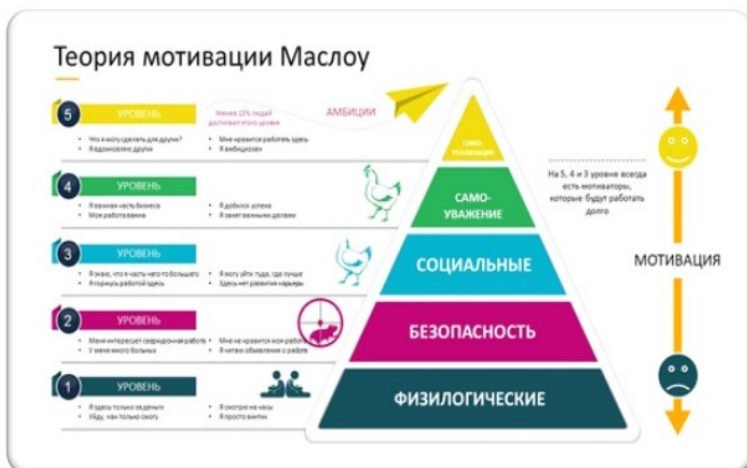 Теория мотивации Маслоу
5 УРОВЕНЬ
Менее 15% людей
достигает этого уровня
АМБИЦИИ
• Что я могу сделать для других?
• Я вдохновляю других
• Мне нравится работать здесь
• Я амбициозен
4 УРОВЕНЬ
• Я важная часть бизнеса
• Моя работа важна
• Я добился успеха
• Я занят важными делами
3 УРОВЕНЬ
• Я знаю, что я часть чего-то большего
• Я горжусь работой здесь
• Я могу уйти туда, где лучше
• Здесь нет развития карьеры
2 УРОВЕНЬ
• Меня интересует сверхурочная работа
• У меня много больных
• Мне не нравится моя работа
• Я читаю объявления о работе
1 УРОВЕНЬ
• Я здесь только за деньги
• Уйду, как только смогу
• Я смотрю на часы
• Я просто винтик
САМО-
РЕАЛИЗАЦИЯ
САМО-
УВАЖЕНИЕ
СОЦИАЛЬНЫЕ
БЕЗОПАСНОСТЬ
ФИЗИЛОГИЧЕСКИЕ
На 5, 4 и 3 уровне всегда
есть мотиваторы,
которые будут работать
долго
МОТИВАЦИЯ